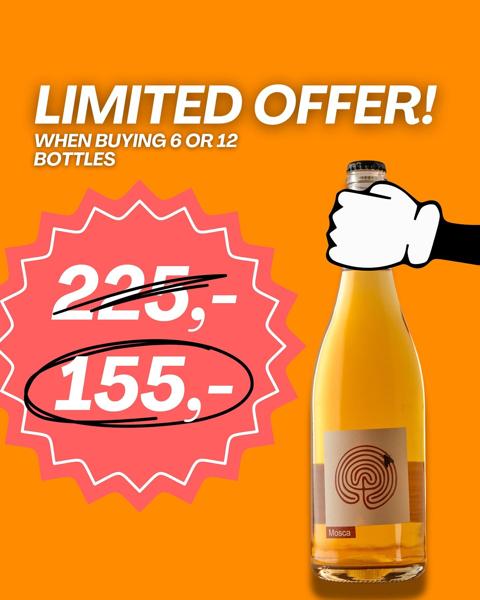 LIMITED OFFER!
WHEN BUYING 6 OR 12
BOTTLES
225,-
155,-
Mosca